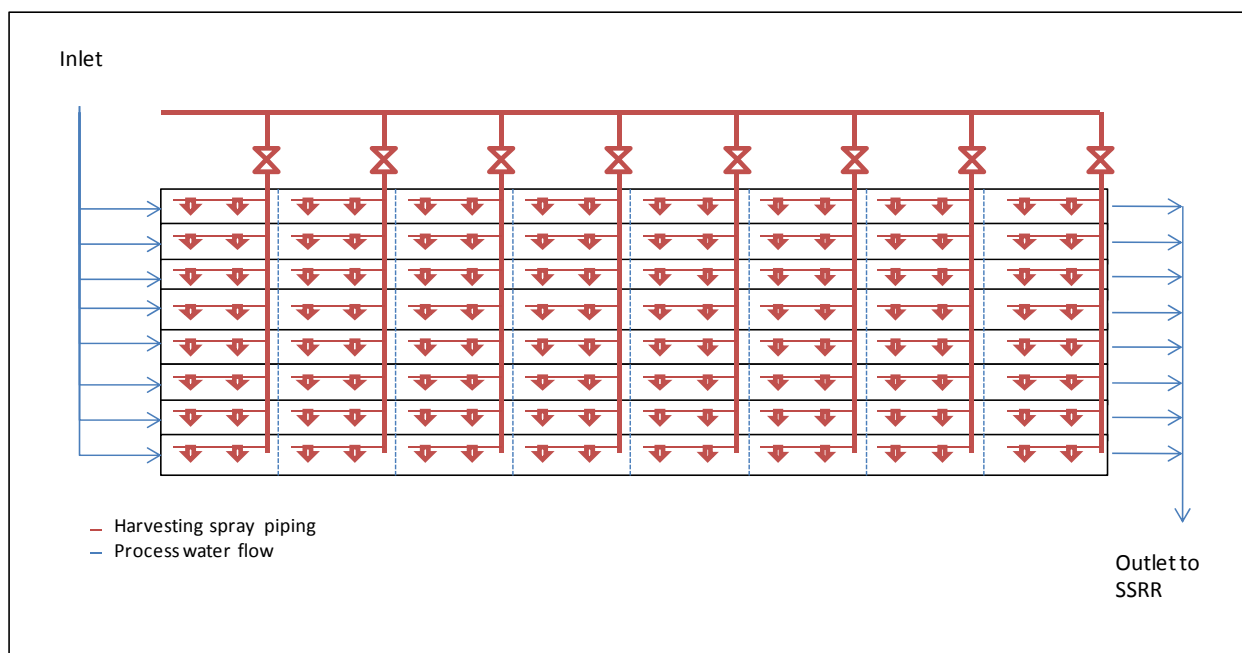 Inlet
Harvesting spray piping
Process water flow
Outlet to
SSRR